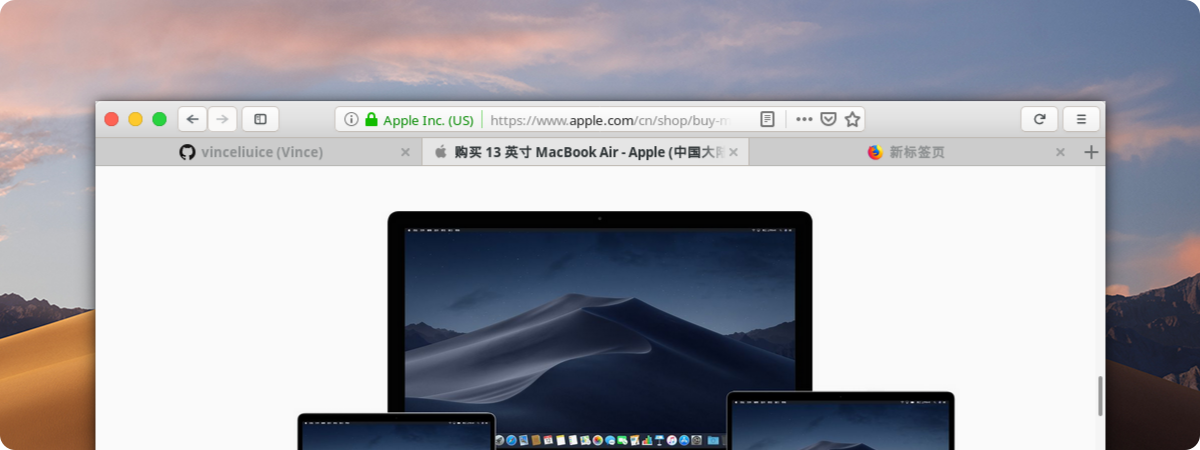 Apple Inc. (US) https://www.apple.com/cn/shop/buy-m
vinceliuice (Vince)
购买 13 英寸 MacBook Air - Apple (中国大
新标签页